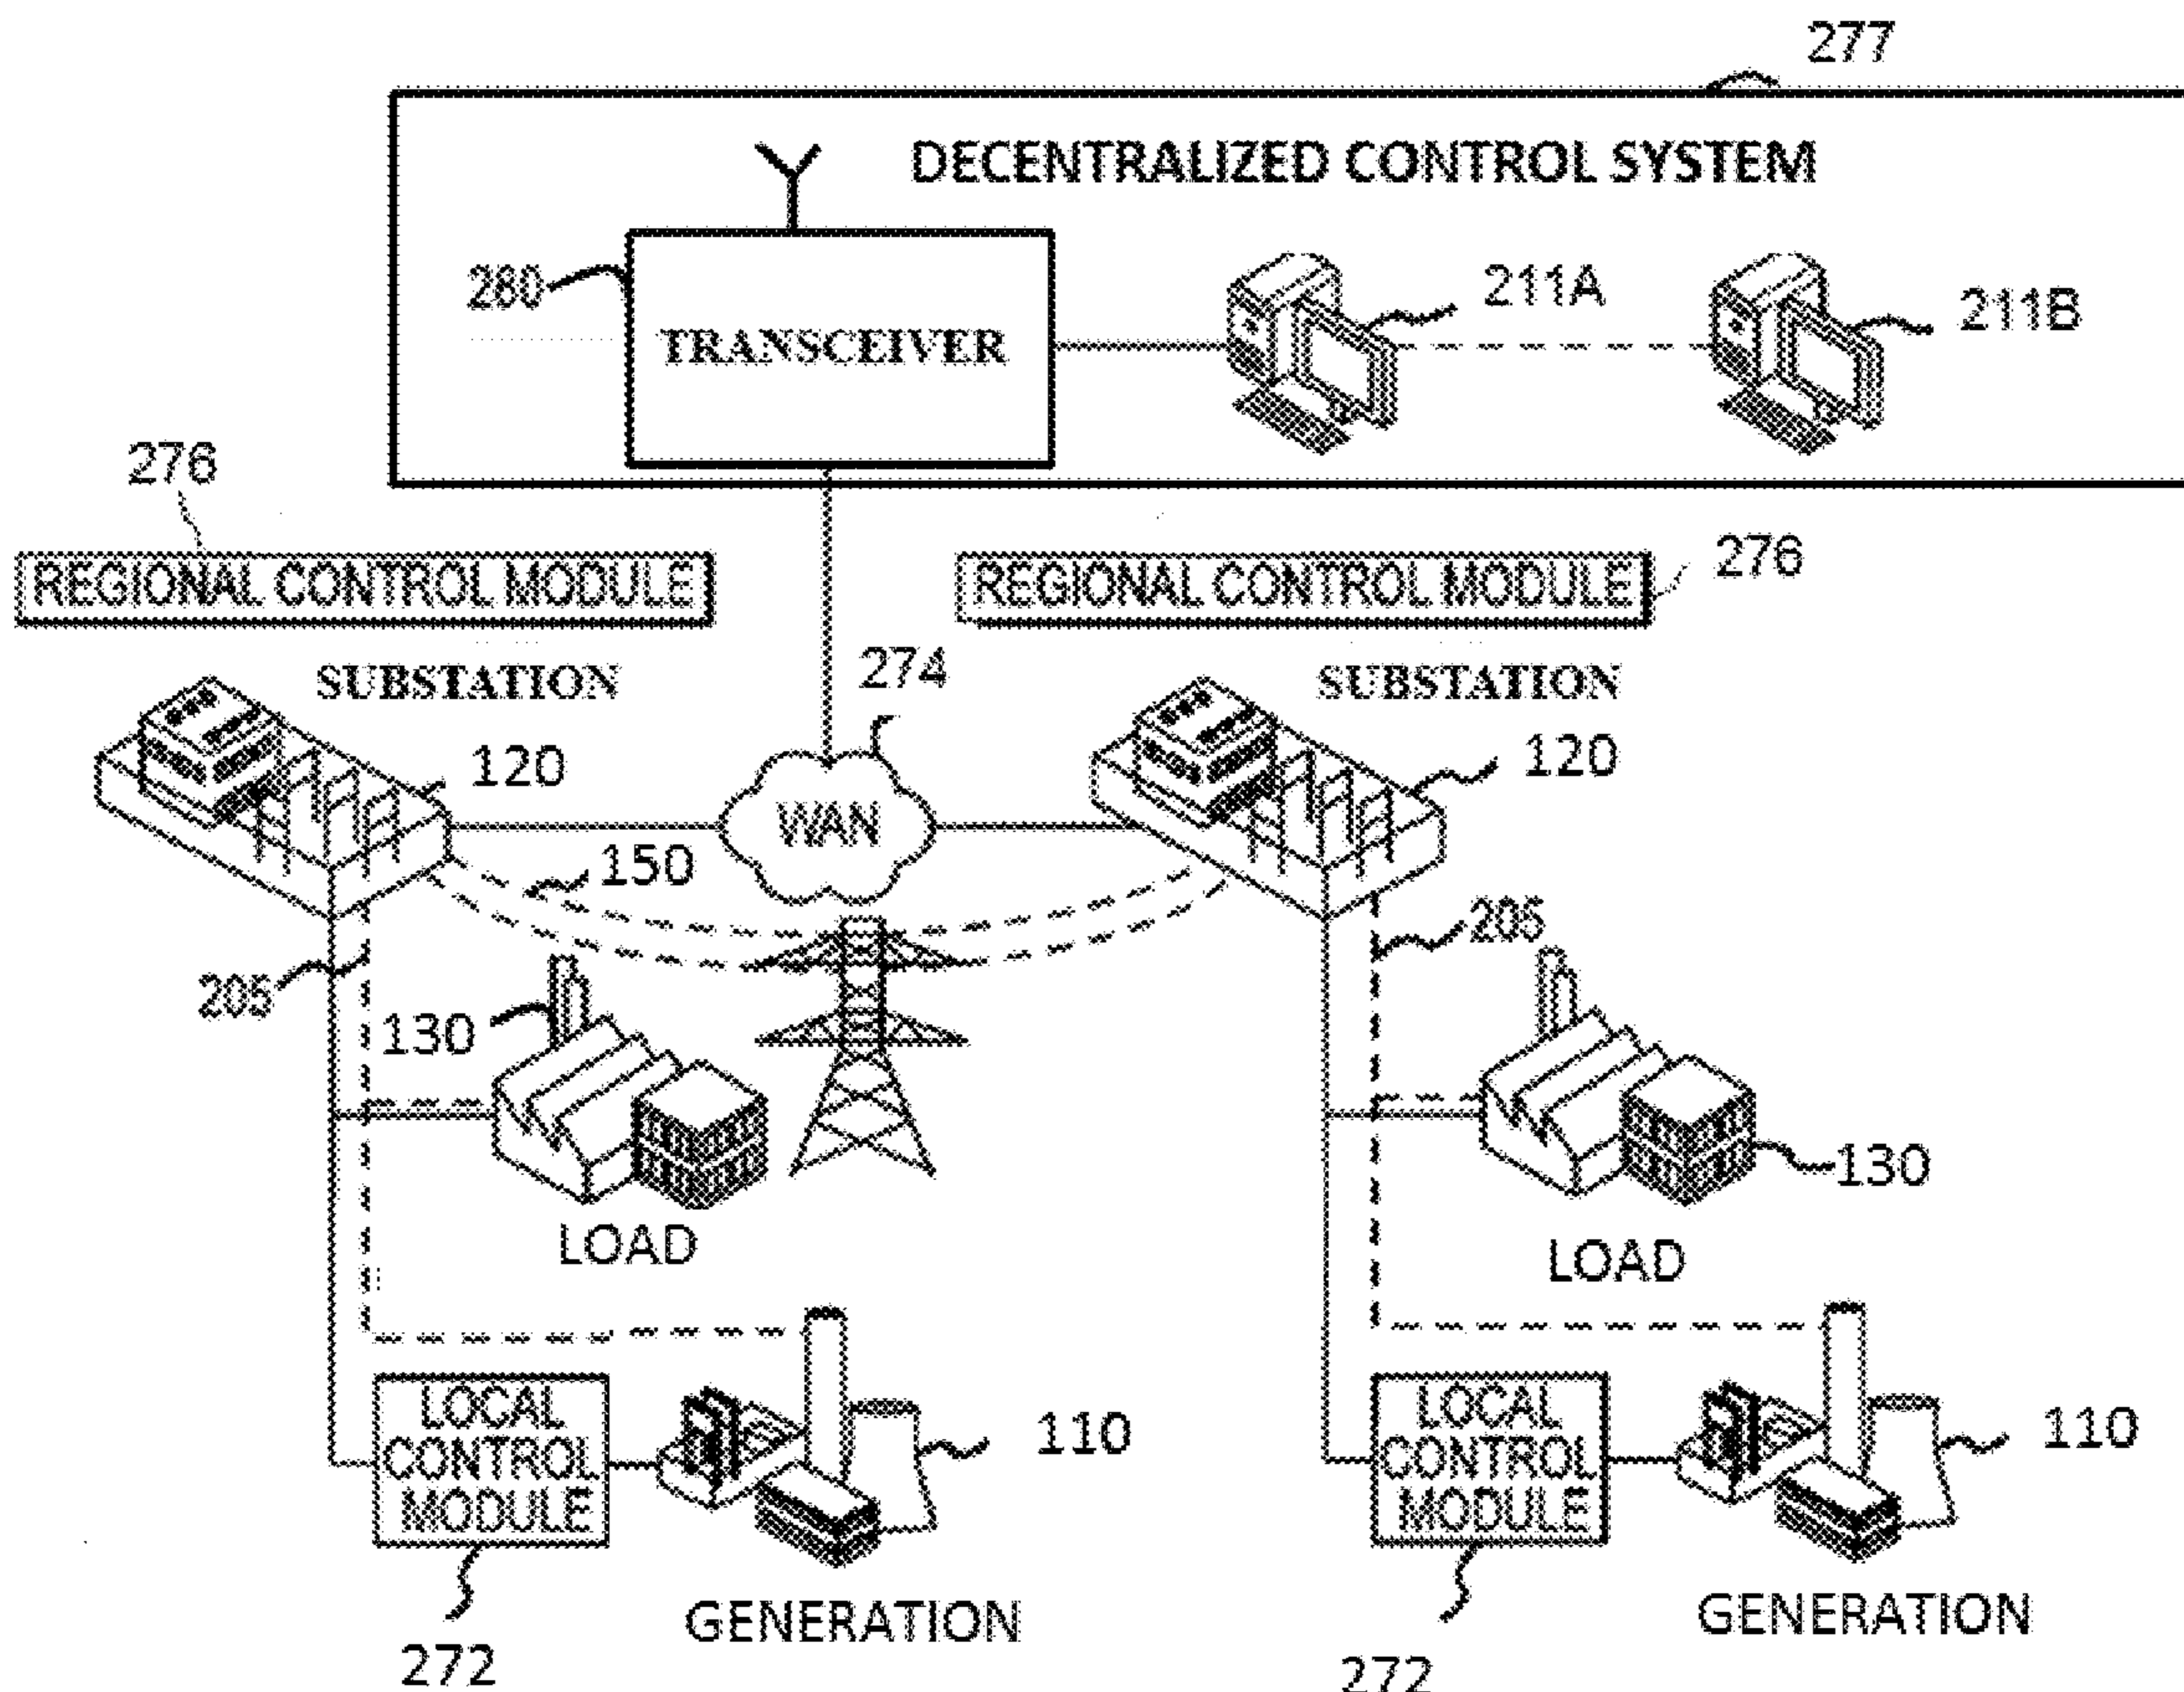 277
DECENTRALIZED CONTROL SYSTEM
280
TRANSCEIVER
211A
211B
276
276
REGIONAL CONTROL MODULE
REGIONAL CONTROL MODULE
SUBSTATION
274
SUBSTATION
120
WAN
120
150
205
205
130
130
LOAD
LOAD
LOCAL
CONTROL
MODULE
110
LOCAL
CONTROL
MODULE
110
GENERATION
GENERATION
272
272